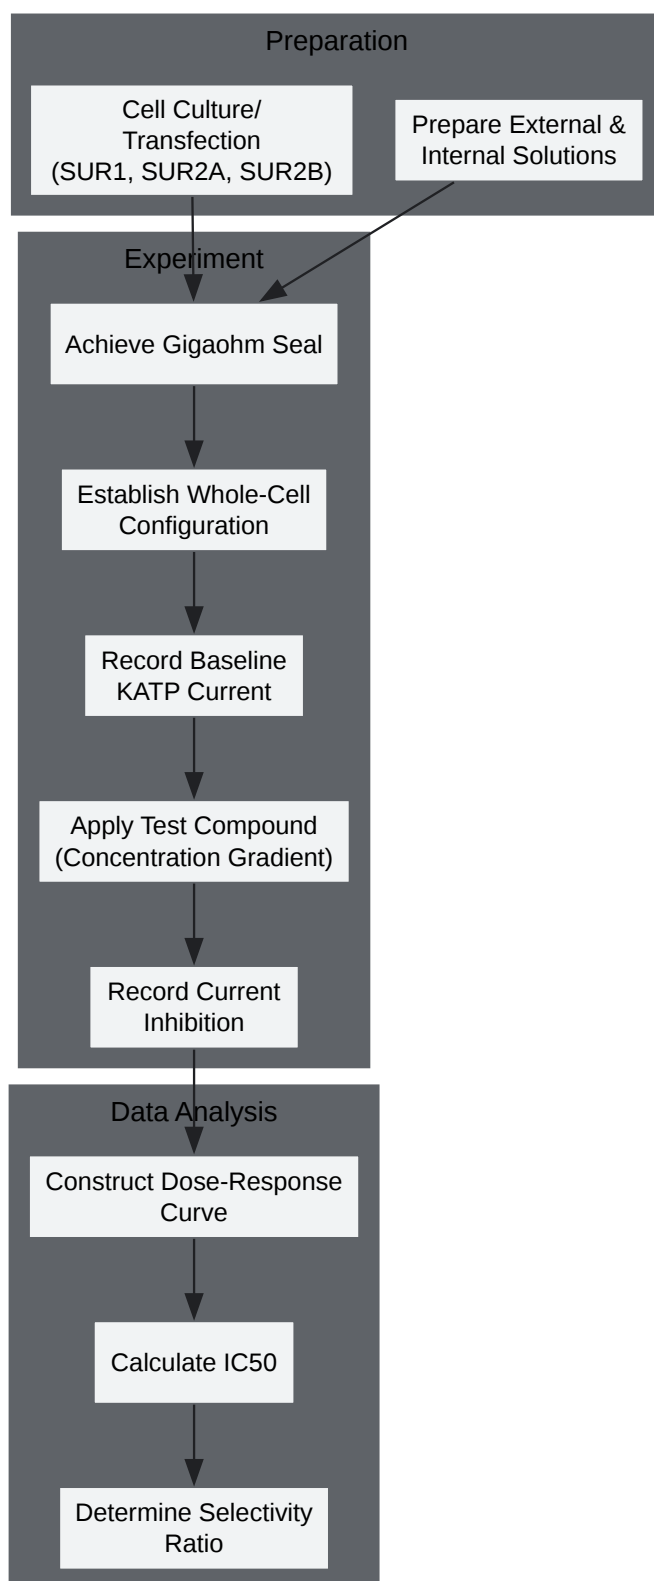 Preparation
Cell Culture/
Transfection
(SUR1, SUR2A, SUR2B)
Prepare External &
Internal Solutions
Experiment
Achieve Gigaohm Seal
Establish Whole-Cell
Configuration
Record Baseline
KATP Current
Apply Test Compound
(Concentration Gradient)
Record Current
Inhibition
Data Analysis
Construct Dose-Response
Curve
Calculate IC50
Determine Selectivity
Ratio